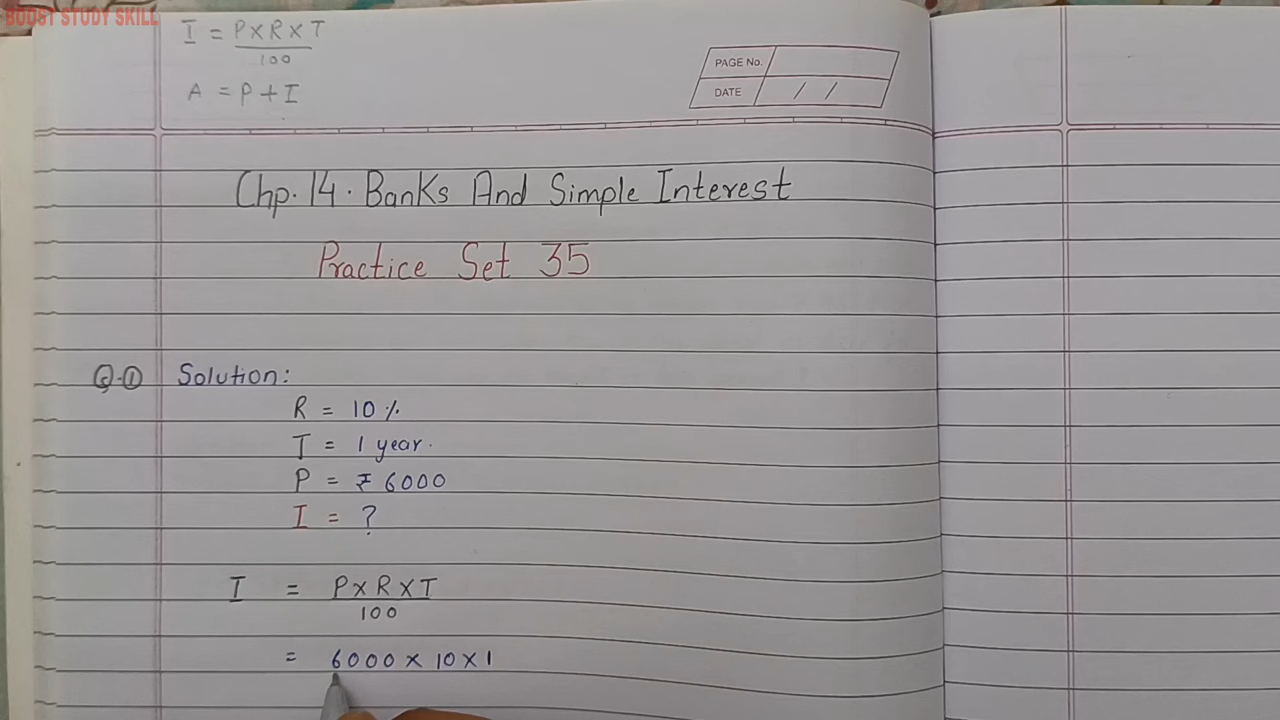 BOOST STUDY SKILL
I = P×R×T
100
A = P+I
PAGE No.
DATE / /
Chp. 14. Banks And Simple Interest
Practice Set 35
Q.1 Solution:
R = 10%
T = 1 year.
P = ₹ 6000
I = ?
I = P×R×T
100
= 6000 × 10 × 1